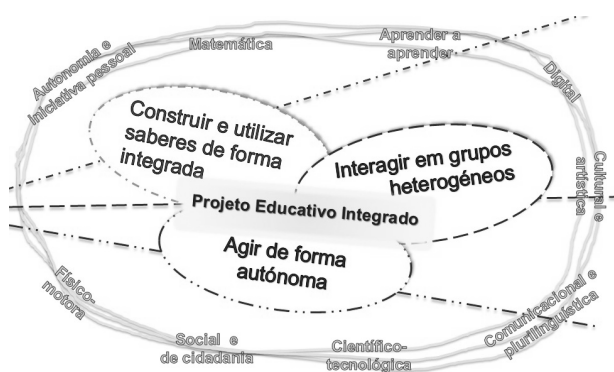 Autonomia e
iniciativa pessoal
Matemática
Aprender a
aprender
Digital
Cultural e
artística
Comunicacional e
plurilinguística
Científico-
tecnológica
Social e
de cidadania
Físico-
motora
Construir e utilizar
saberes de forma
integrada
Interagir em grupos
heterogéneos
Projeto Educativo Integrado
Agir de forma
autónoma